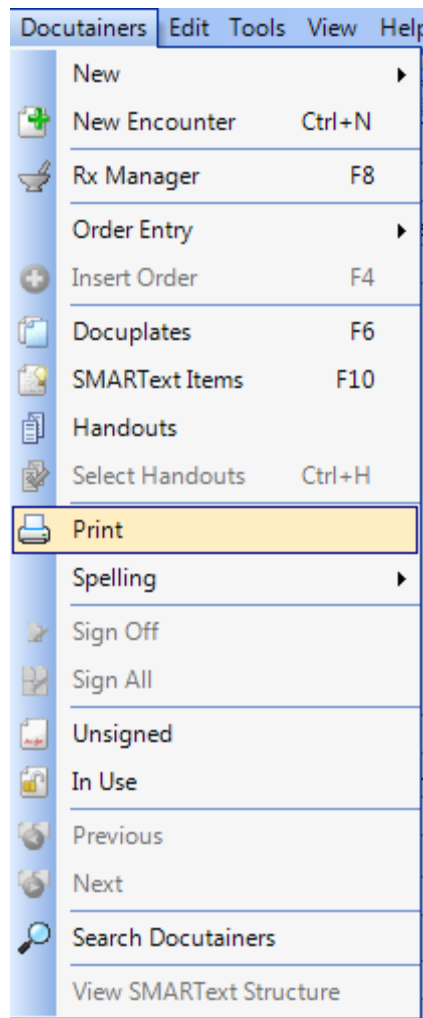 Docutainers Edit Tools View Help
New
New Encounter Ctrl+N
Rx Manager F8
Order Entry
Insert Order F4
Docuplates F6
SMARText Items F10
Handouts
Select Handouts Ctrl+H
Print
Spelling
Sign Off
Sign All
Unsigned
In Use
Previous
Next
Search Docutainers
View SMARText Structure